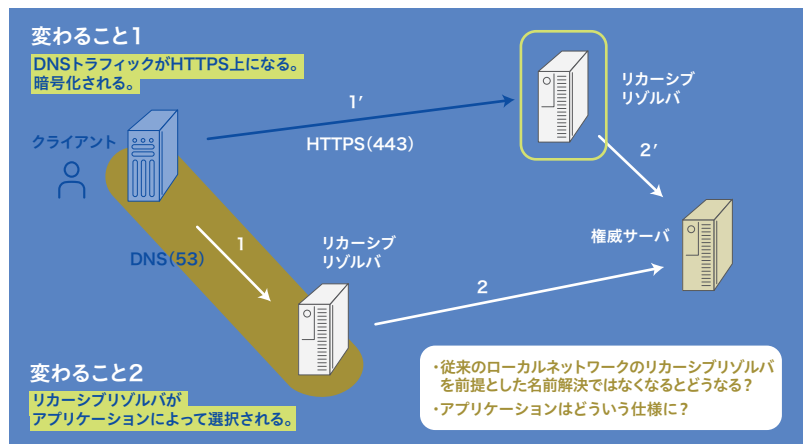 変わること1
DNSトラフィックがHTTPS上になる。
暗号化される。
クライアント
1′
HTTPS(443)
リカーシブ
リゾルバ
2′
1
DNS(53)
リカーシブ
リゾルバ
権威サーバ
2
変わること2
リカーシブリゾルバが
アプリケーションによって選択される。
・従来のローカルネットワークのリカーシブリゾルバ
を前提とした名前解決ではなくなるとどうなる？
・アプリケーションはどういう仕様に？